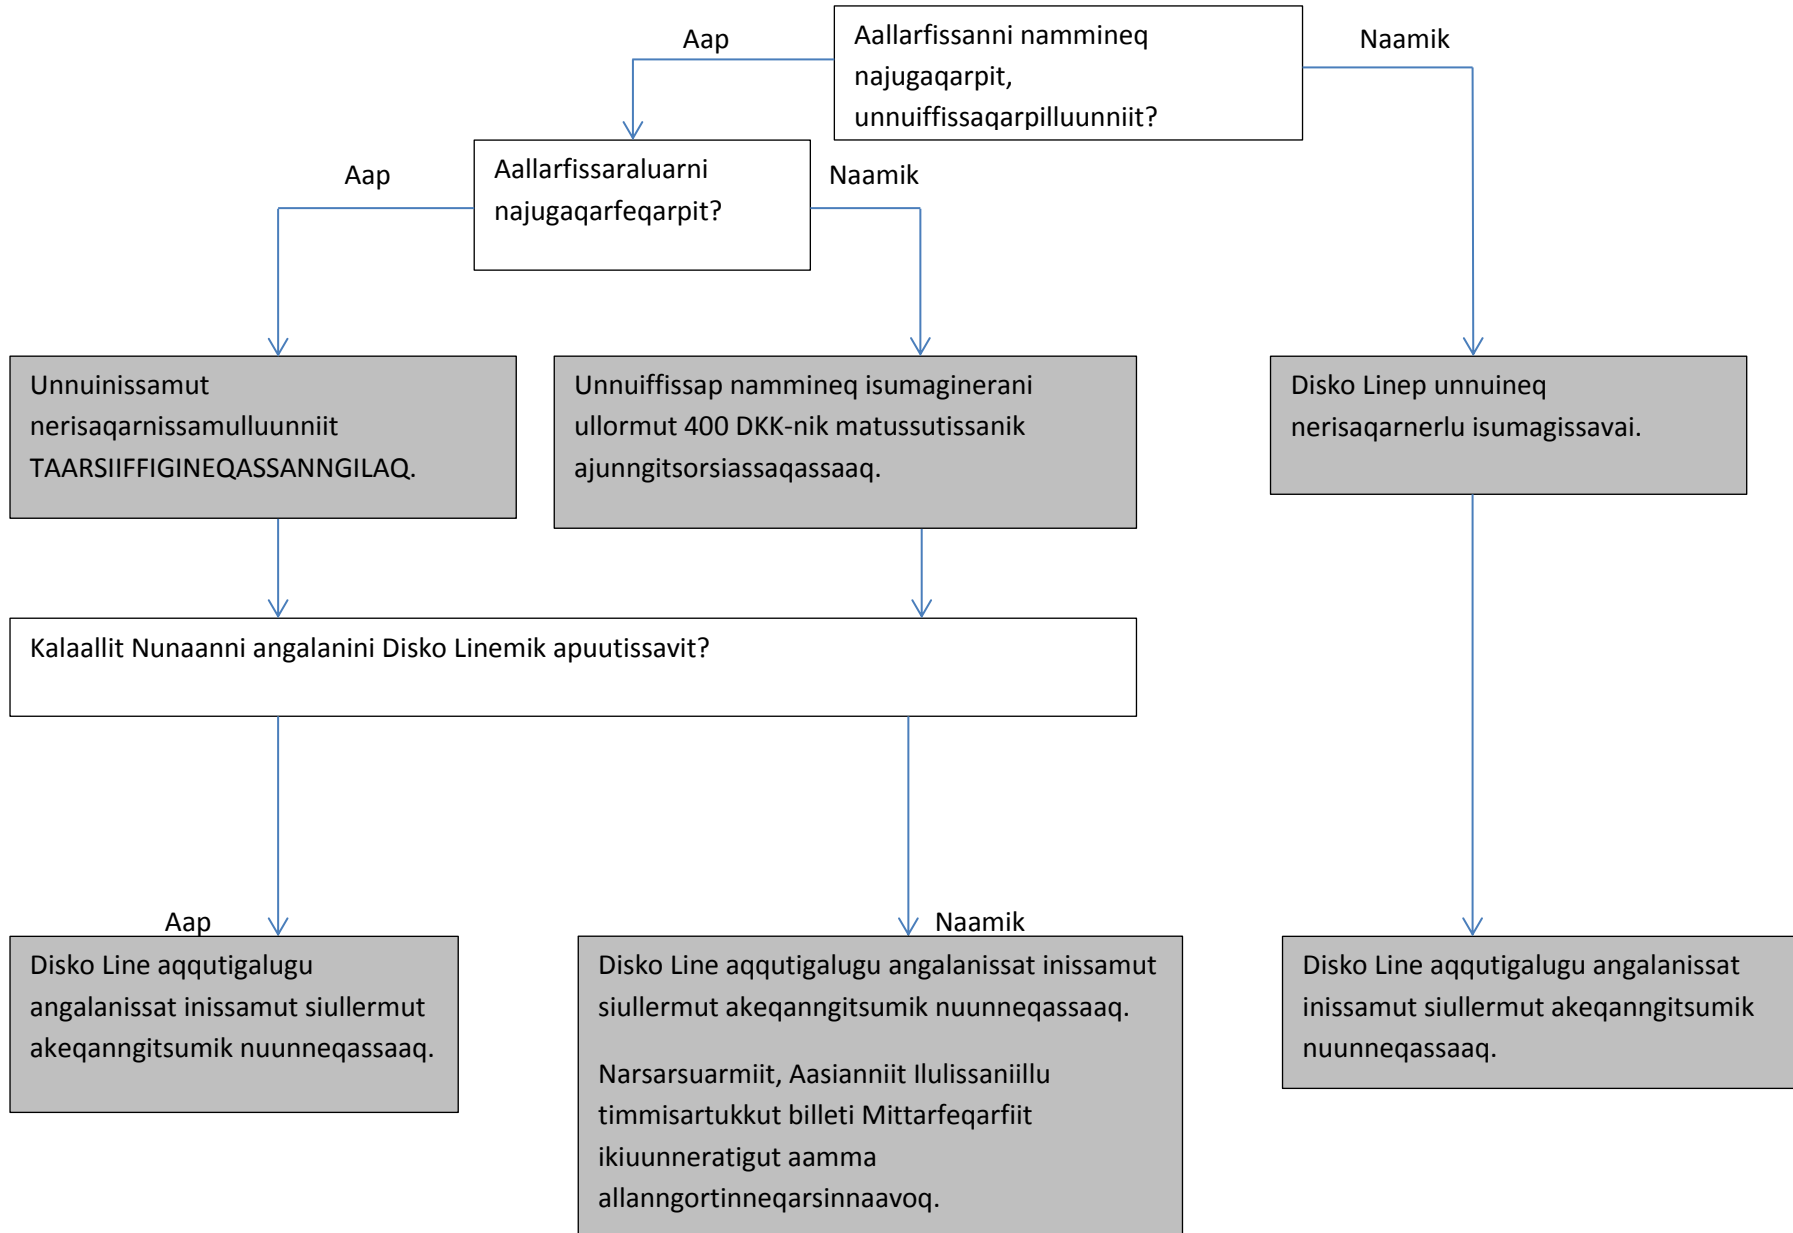 Aap
Aallarfissanni nammineq
najugaqarpit,
unnuiffissaqarpilluunniit?
Naamik
Aap
Aallarfissaraluarni
najugaqarfeqarpit?
Naamik
Unnuinissamut
nerisaqarnissamulluunniit
TAARSIIFFIGINEQASSANNGILAQ.
Unnuiffissap nammineq isumaginerani
ullormut 400 DKK-nik matussutissanik
ajunngitsorsiassaqassaaq.
Disko Linep unnuineq
nerisaqarnerlu isumagissavai.
Kalaallit Nunaanni angalanini Disko Linemik apuutissavit?
Aap
Naamik
Disko Line aqqutigalugu
angalanissat inissamut siullermut
akeqanngitsumik nuunneqassaaq.
Disko Line aqqutigalugu angalanissat inissamut
siullermut akeqanngitsumik nuunneqassaaq.
Narsarsuarmiit, Aasianniit Ilulissaniillu
timmisartukkut billeti Mittarfeqarfiit
ikiuunneratigut aamma
allanngortinneqarsinnaavoq.
Disko Line aqqutigalugu angalanissat
inissamut siullermut akeqanngitsumik
nuunneqassaaq.